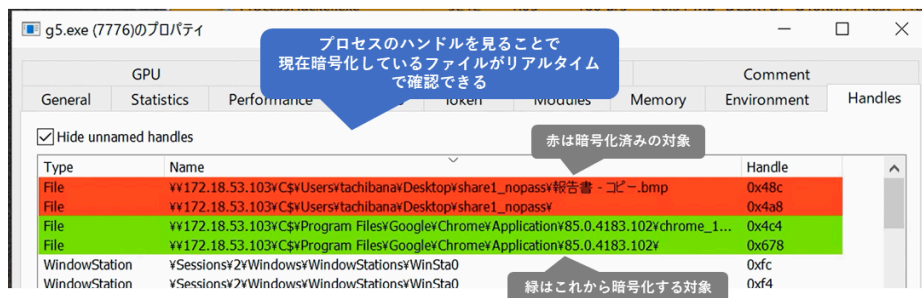 g5.exe (7776)のプロパティ
プロセスのハンドルを見ることで
現在暗号化しているファイルがリアルタイム
で確認できる
GPU
Comment
General Statistics Performance Token Modules Memory Environment Handles
Hide unnamed handles
赤は暗号化済みの対象
Type Name Handle
File ¥¥172.18.53.103¥C$¥Users¥tachibana¥Desktop¥share1_nopass¥報告書 - コピー.bmp 0x48c
File ¥¥172.18.53.103¥C$¥Users¥tachibana¥Desktop¥share1_nopass¥ 0x4a8
File ¥¥172.18.53.103¥C$¥Program Files¥Google¥Chrome¥Application¥85.0.4183.102¥chrome_1... 0x4c4
File ¥¥172.18.53.103¥C$¥Program Files¥Google¥Chrome¥Application¥85.0.4183.102¥ 0x678
WindowStation ¥Sessions¥2¥Windows¥WindowStations¥WinSta0 0xfc
WindowStation ¥Sessions¥2¥Windows¥WindowStations¥WinSta0 0xf4
緑はこれから暗号化する対象